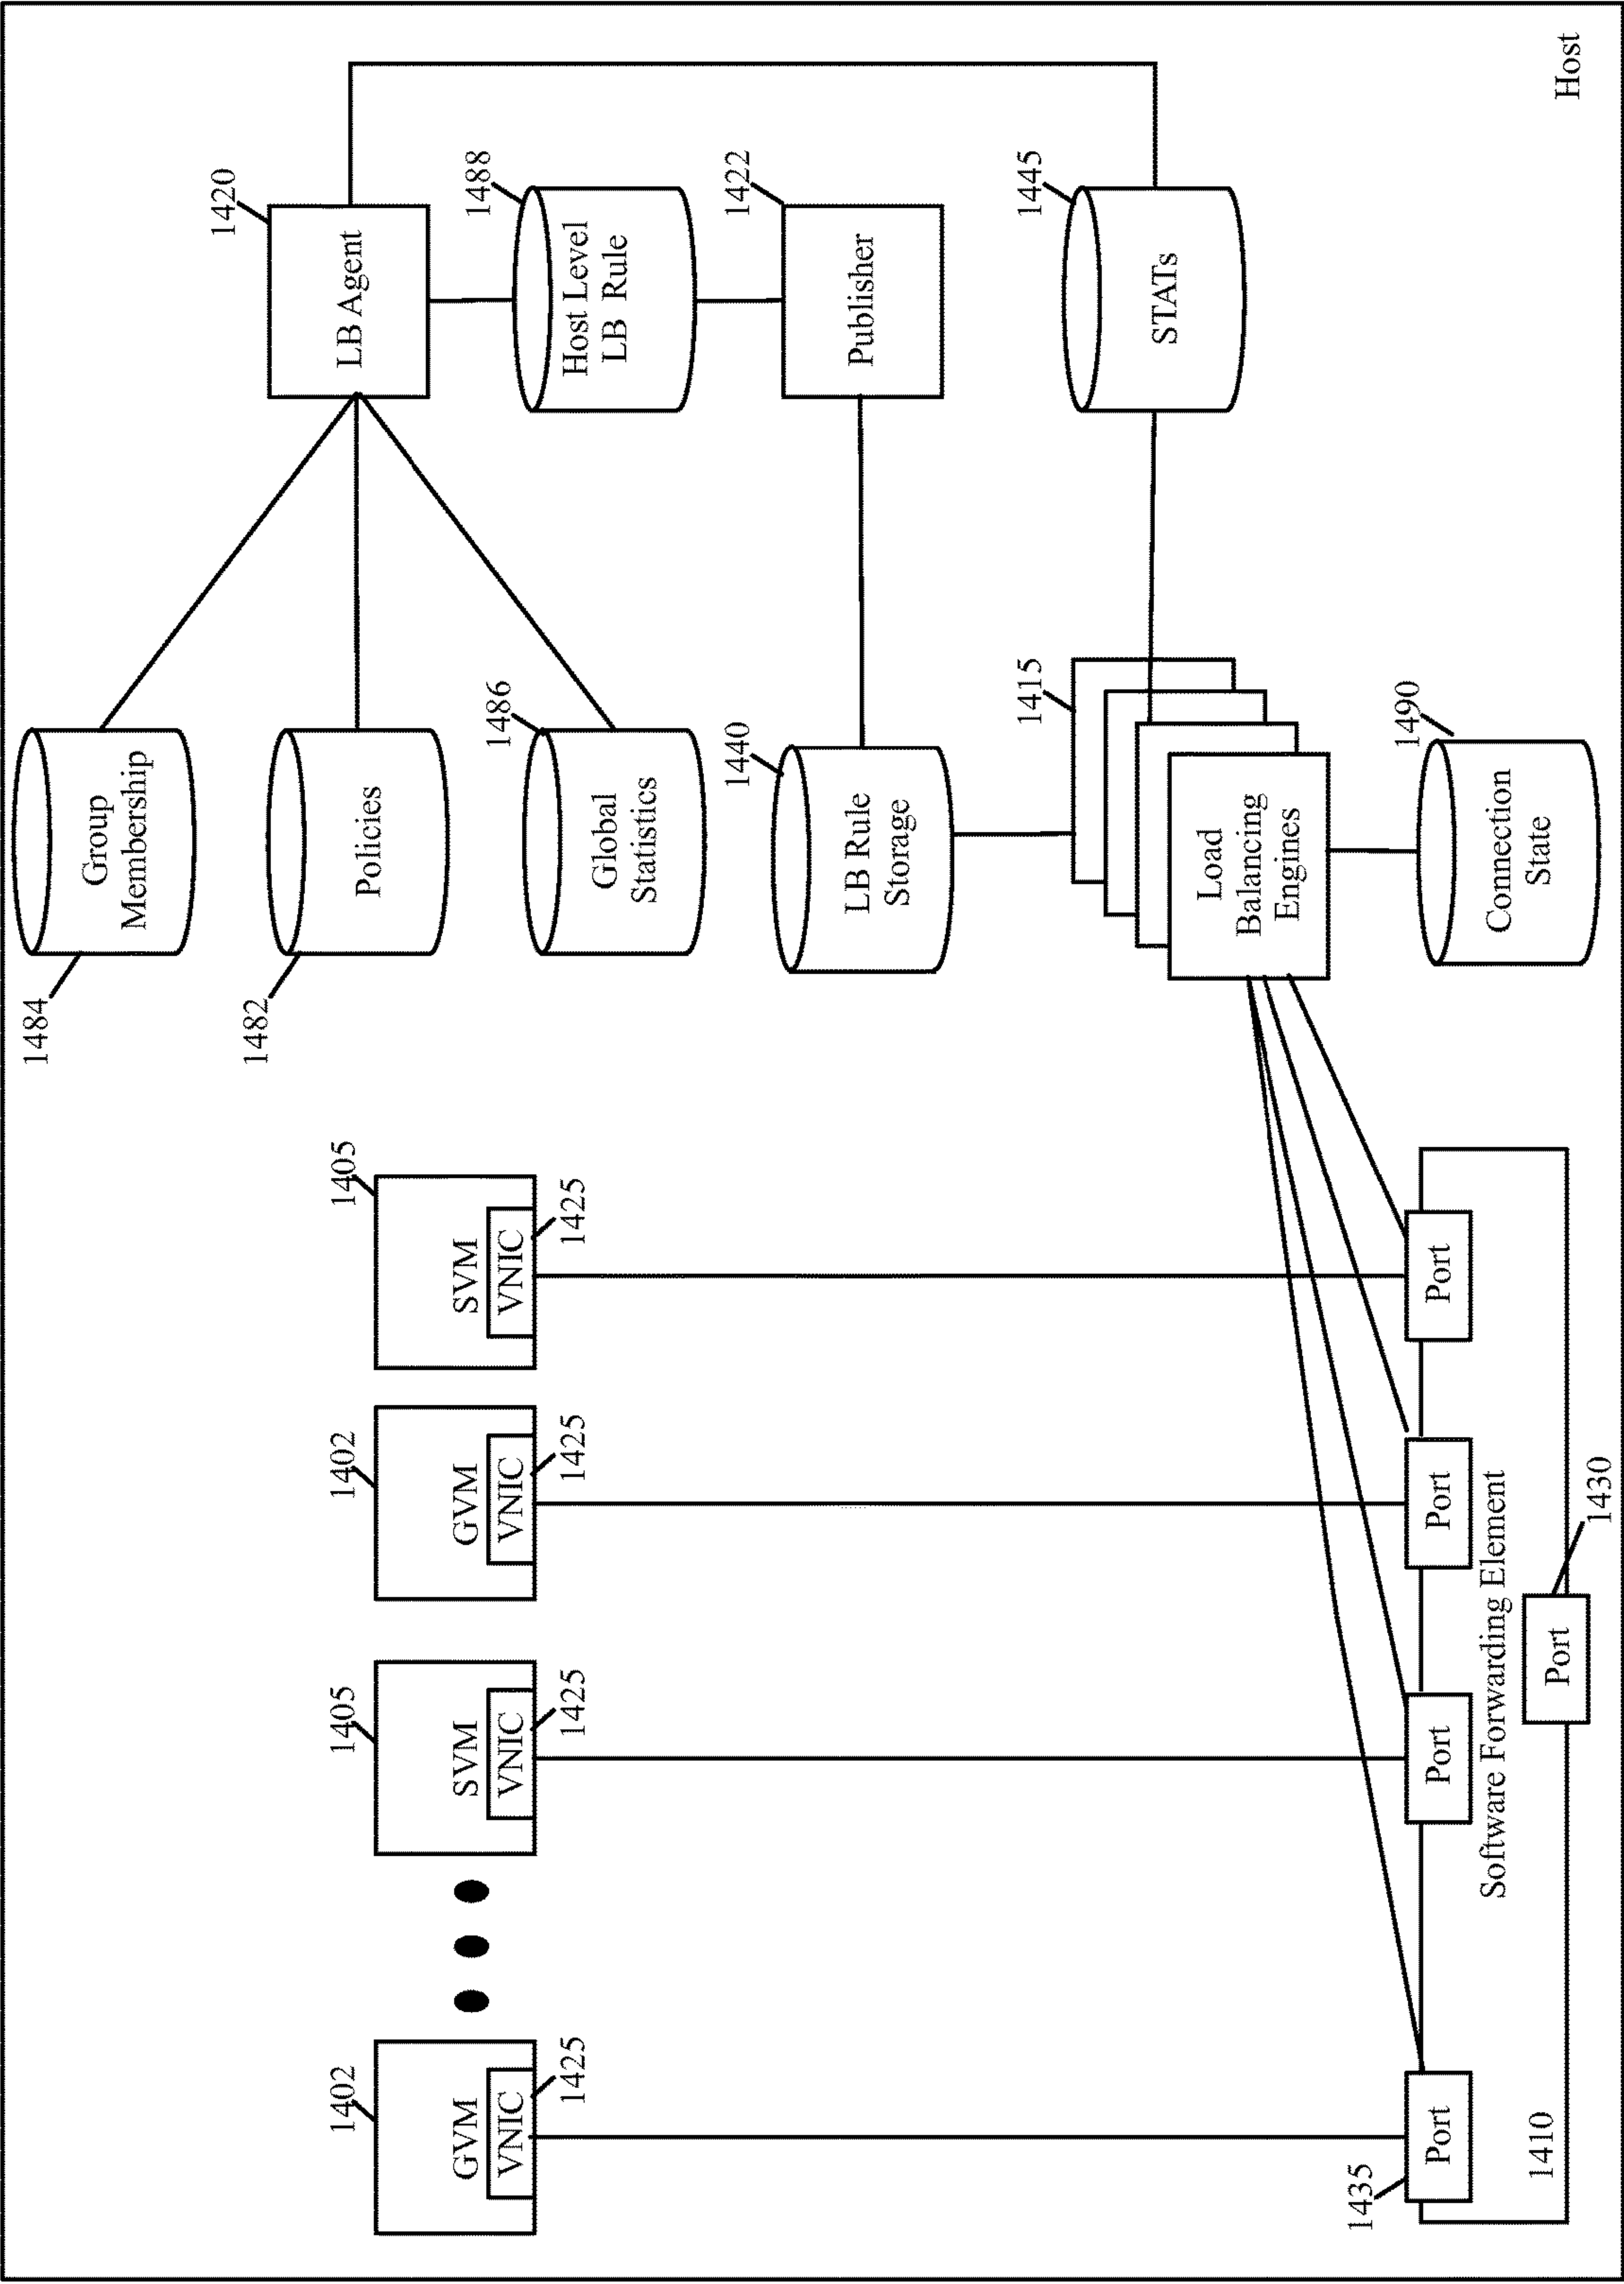 1402
GVM
VNIC
1425
1405
SVM
VNIC
1425
1402
GVM
VNIC
1425
1405
SVM
VNIC
1425
1484
Group
Membership
1482
Policies
1486
Global
Statistics
1420
LB Agent
1488
Host Level
LB Rule
1440
LB Rule
Storage
1422
Publisher
1415
Load
Balancing
Engines
1445
STATs
1490
Connection
State
1435
Port
Port
Port
Port
Software Forwarding Element
1410
Port
1430
Host